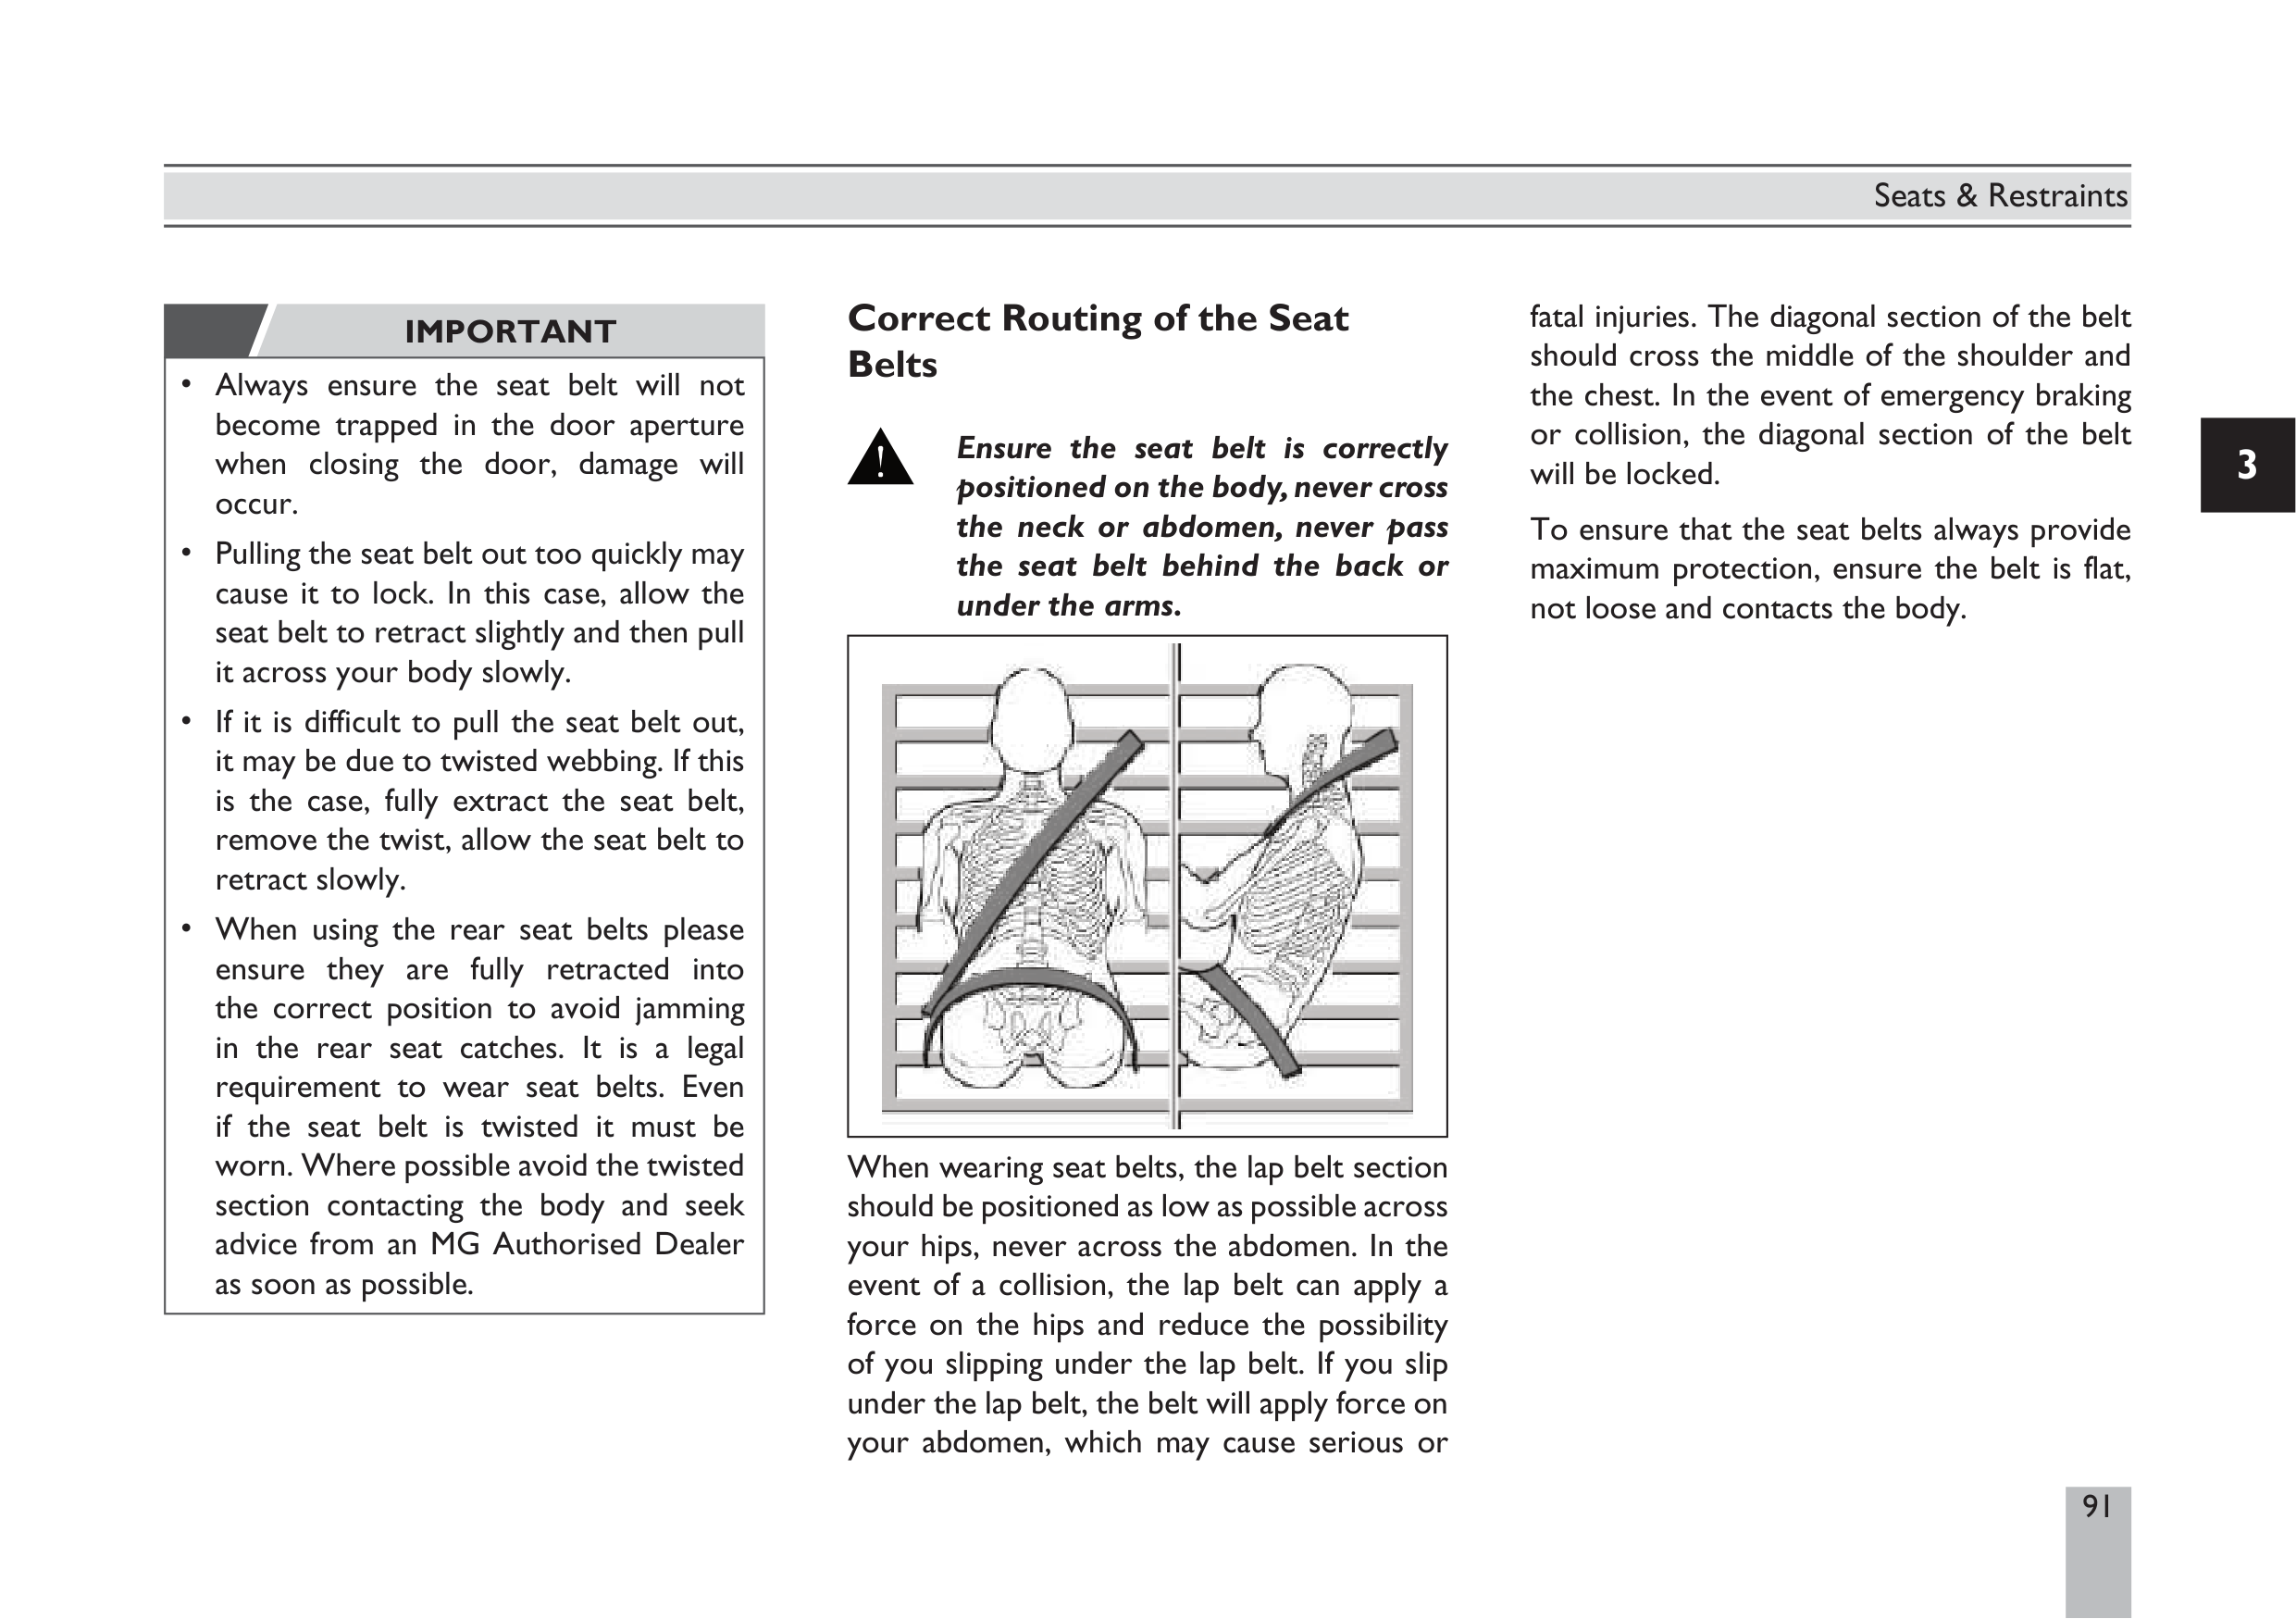 Seats & Restraints
IMPORTANT
• Always ensure the seat belt will not
become trapped in the door aperture
when closing the door, damage will
occur.
• Pulling the seat belt out too quickly may
cause it to lock. In this case, allow the
seat belt to retract slightly and then pull
it across your body slowly.
• If it is difficult to pull the seat belt out,
it may be due to twisted webbing. If this
is the case, fully extract the seat belt,
remove the twist, allow the seat belt to
retract slowly.
• When using the rear seat belts please
ensure they are fully retracted into
the correct position to avoid jamming
in the rear seat catches. It is a legal
requirement to wear seat belts. Even
if the seat belt is twisted it must be
worn. Where possible avoid the twisted
section contacting the body and seek
advice from an MG Authorised Dealer
as soon as possible.
Correct Routing of the Seat
Belts
Ensure the seat belt is correctly
positioned on the body, never cross
the neck or abdomen, never pass
the seat belt behind the back or
under the arms.
When wearing seat belts, the lap belt section
should be positioned as low as possible across
your hips, never across the abdomen. In the
event of a collision, the lap belt can apply a
force on the hips and reduce the possibility
of you slipping under the lap belt. If you slip
under the lap belt, the belt will apply force on
your abdomen, which may cause serious or
fatal injuries. The diagonal section of the belt
should cross the middle of the shoulder and
the chest. In the event of emergency braking
or collision, the diagonal section of the belt
will be locked.
To ensure that the seat belts always provide
maximum protection, ensure the belt is flat,
not loose and contacts the body.
3
91